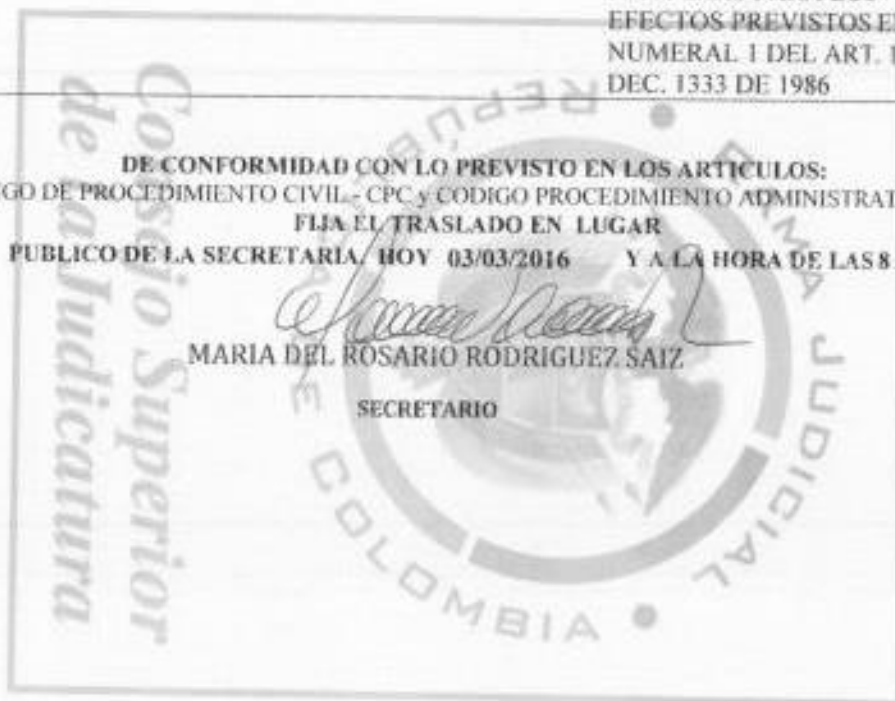 EFECTOS PREVISTOS E
NUMERAL 1 DEL ART. 1
DEC. 1333 DE 1986
DE CONFORMIDAD CON LO PREVISTO EN LOS ARTICULOS:
GO DE PROCEDIMIENTO CIVIL - CPC y CODIGO PROCEDIMIENTO ADMINISTRAT
FIJA EL TRASLADO EN LUGAR
PUBLICO DE LA SECRETARIA, HOY 03/03/2016 Y A LA HORA DE LAS 8
MARIA DEL ROSARIO RODRIGUEZ SAIZ
SECRETARIO
Consejo Superior
de la Judicatura
REPÚBLICA DE COLOMBIA
RAMA JUDICIAL